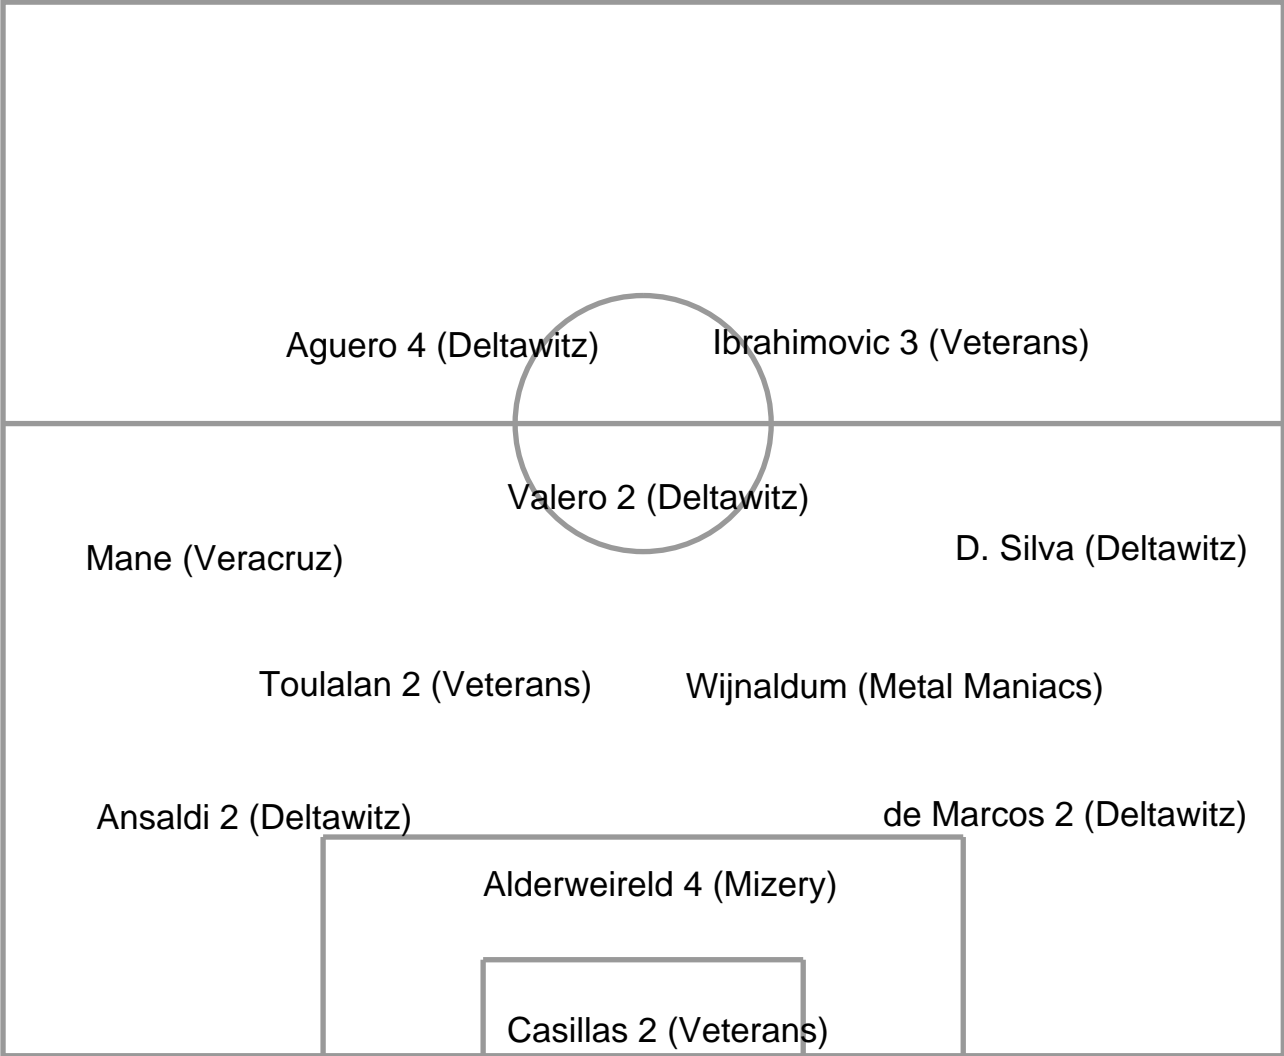 Aguero 4 (Deltawitz)
Ibrahimovic 3 (Veterans)
Valero 2 (Deltawitz)
Mane (Veracruz)
D. Silva (Deltawitz)
Toulalan 2 (Veterans)
Wijnaldum (Metal Maniacs)
Ansaldi 2 (Deltawitz)
de Marcos 2 (Deltawitz)
Alderweireld 4 (Mizery)
Casillas 2 (Veterans)